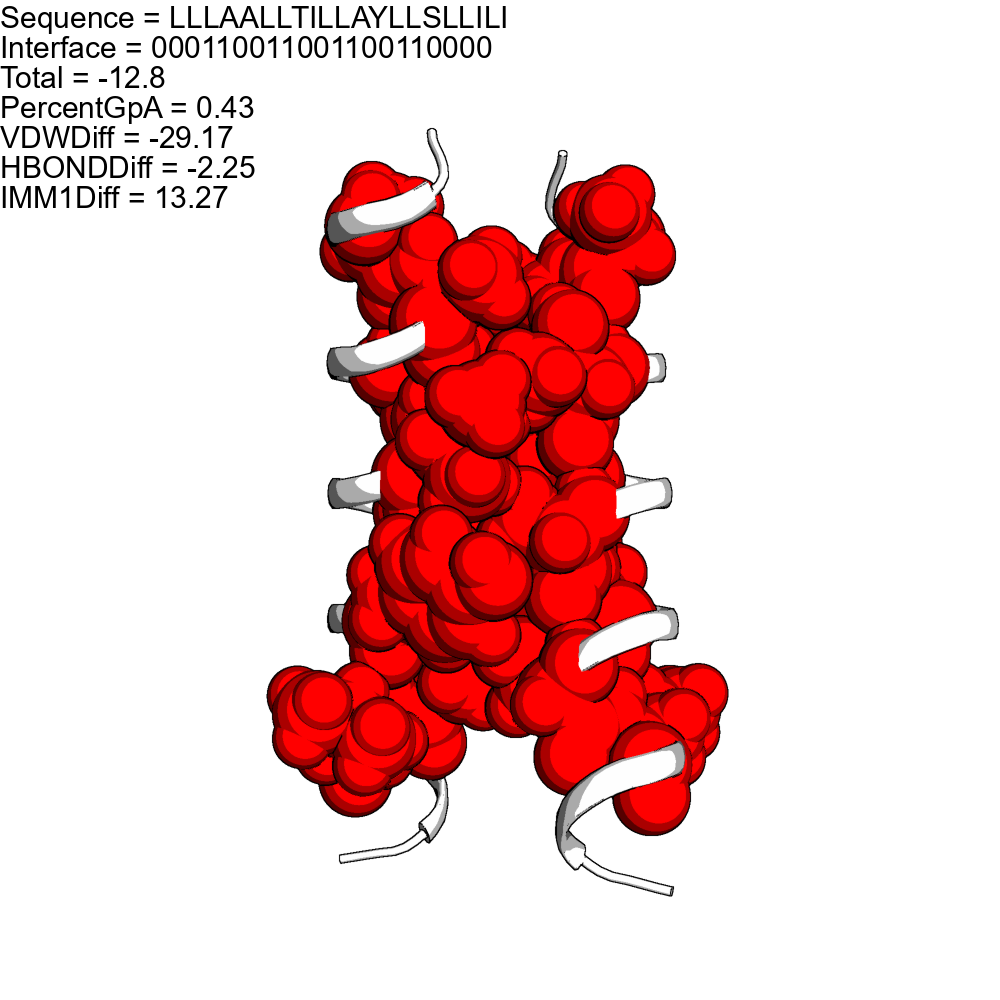 Sequence = LLLAALLTILLAYLLSLLILI
Interface = 000110011001100110000
Total = -12.8
PercentGpA = 0.43
VDWDiff = -29.17
HBONDDiff = -2.25
IMM1Diff = 13.27